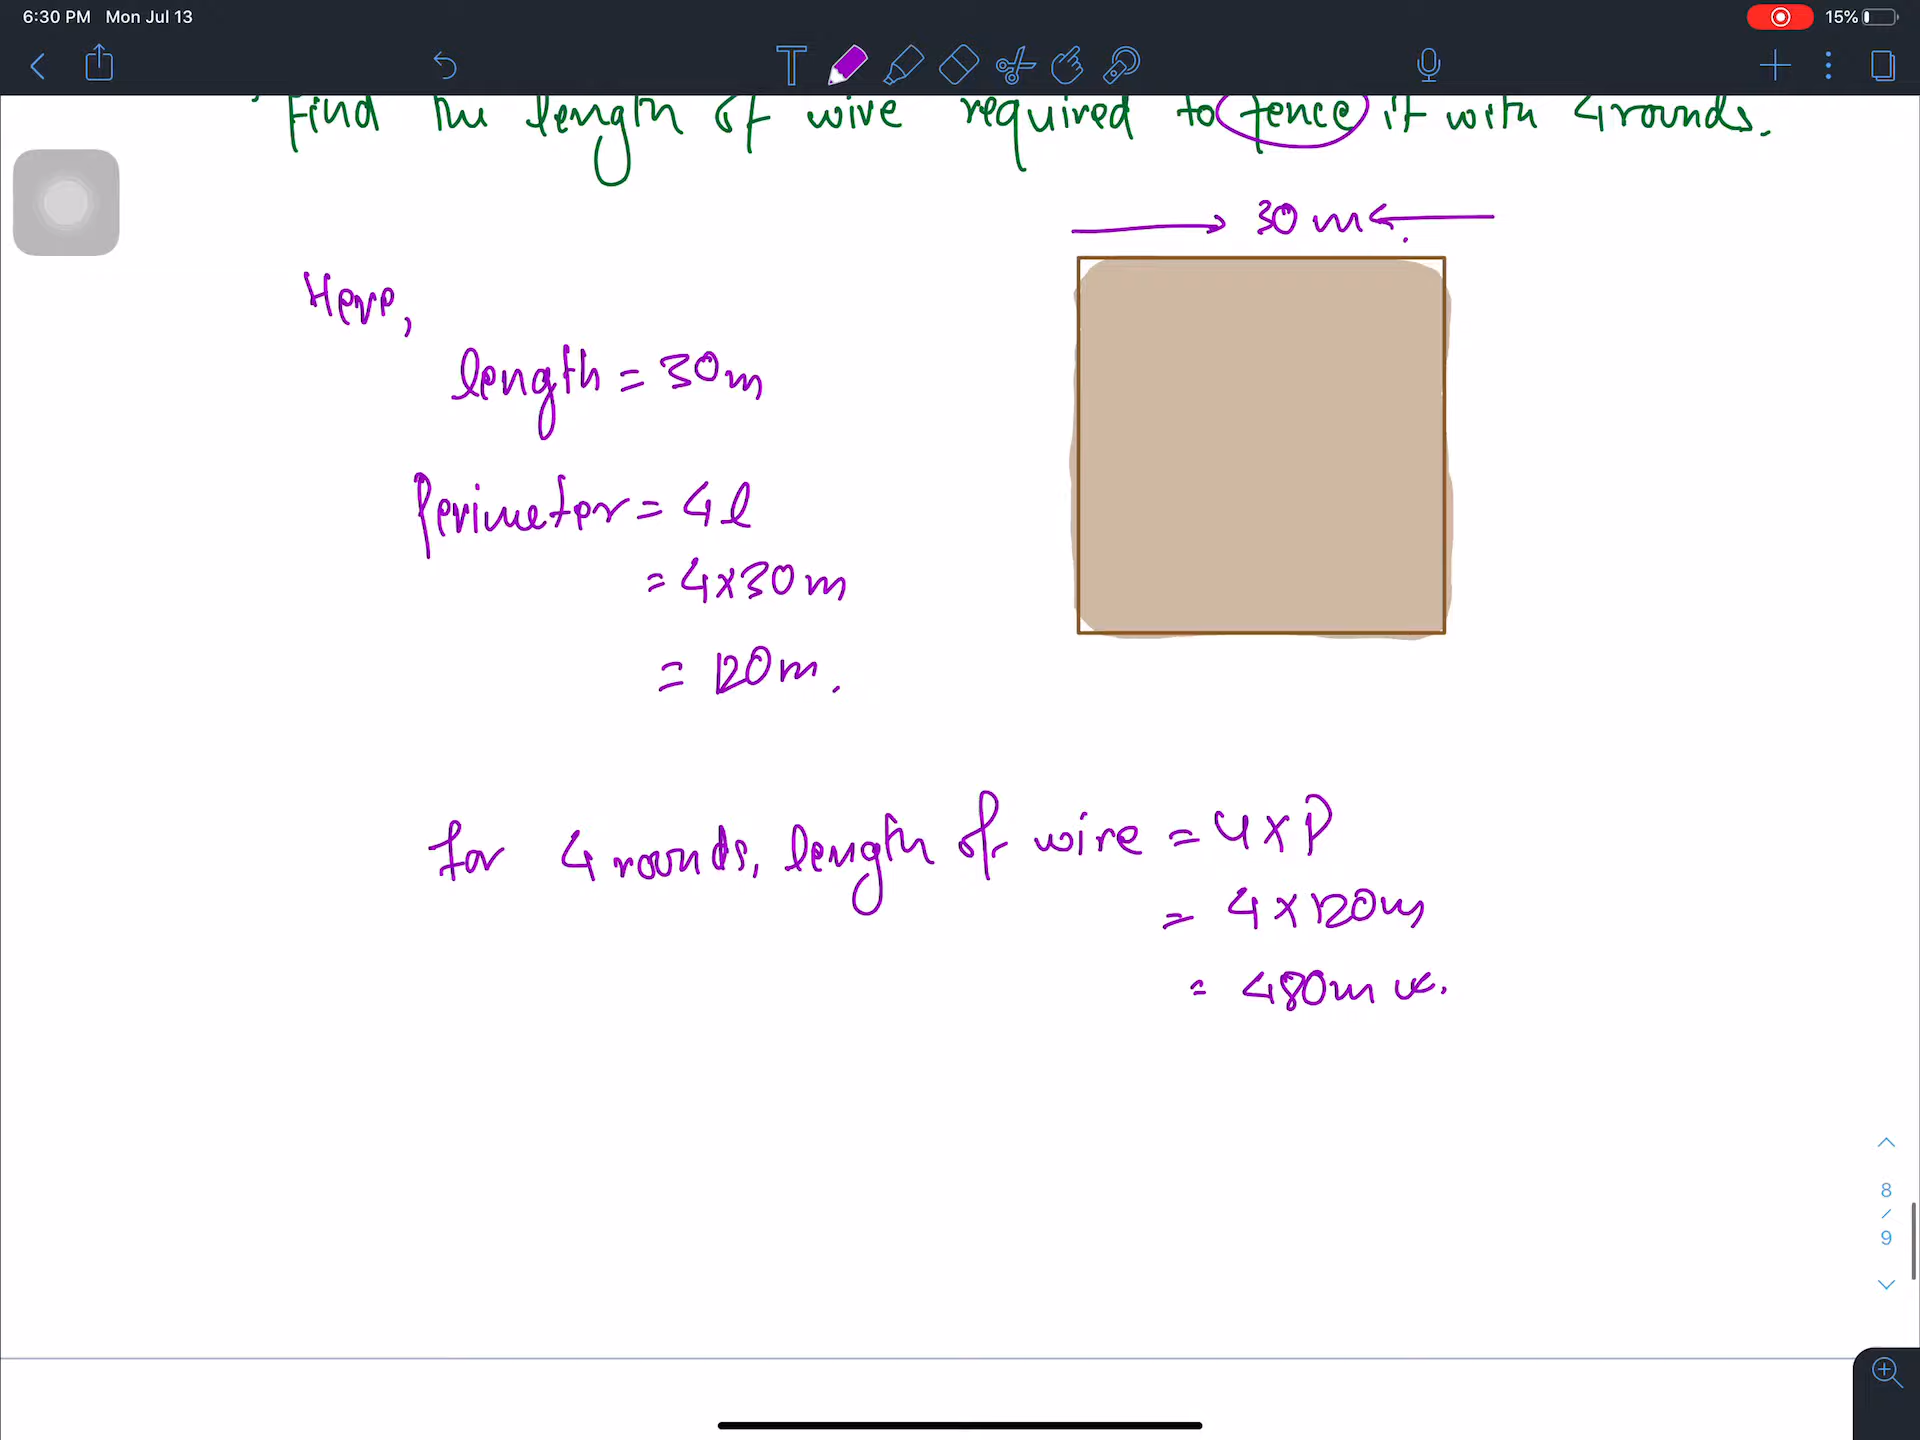 6:30 PM Mon Jul 13
15%
T
Find the length of wire required to fence it with 4 rounds.
30 m
Here,
length = 30m
Perimeter = 4l
= 4×30m
= 120m.
for 4 rounds, length of wire = 4×P
= 4×120m
= 480m
8
/
9